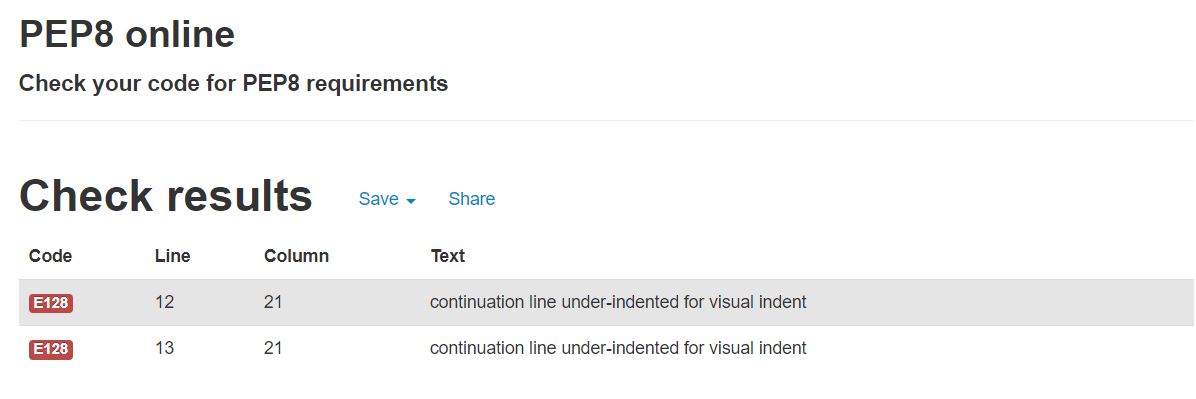 PEP8 online
Check your code for PEP8 requirements
Check results Save Share
Code Line Column Text
E128 12 21 continuation line under-indented for visual indent
E128 13 21 continuation line under-indented for visual indent